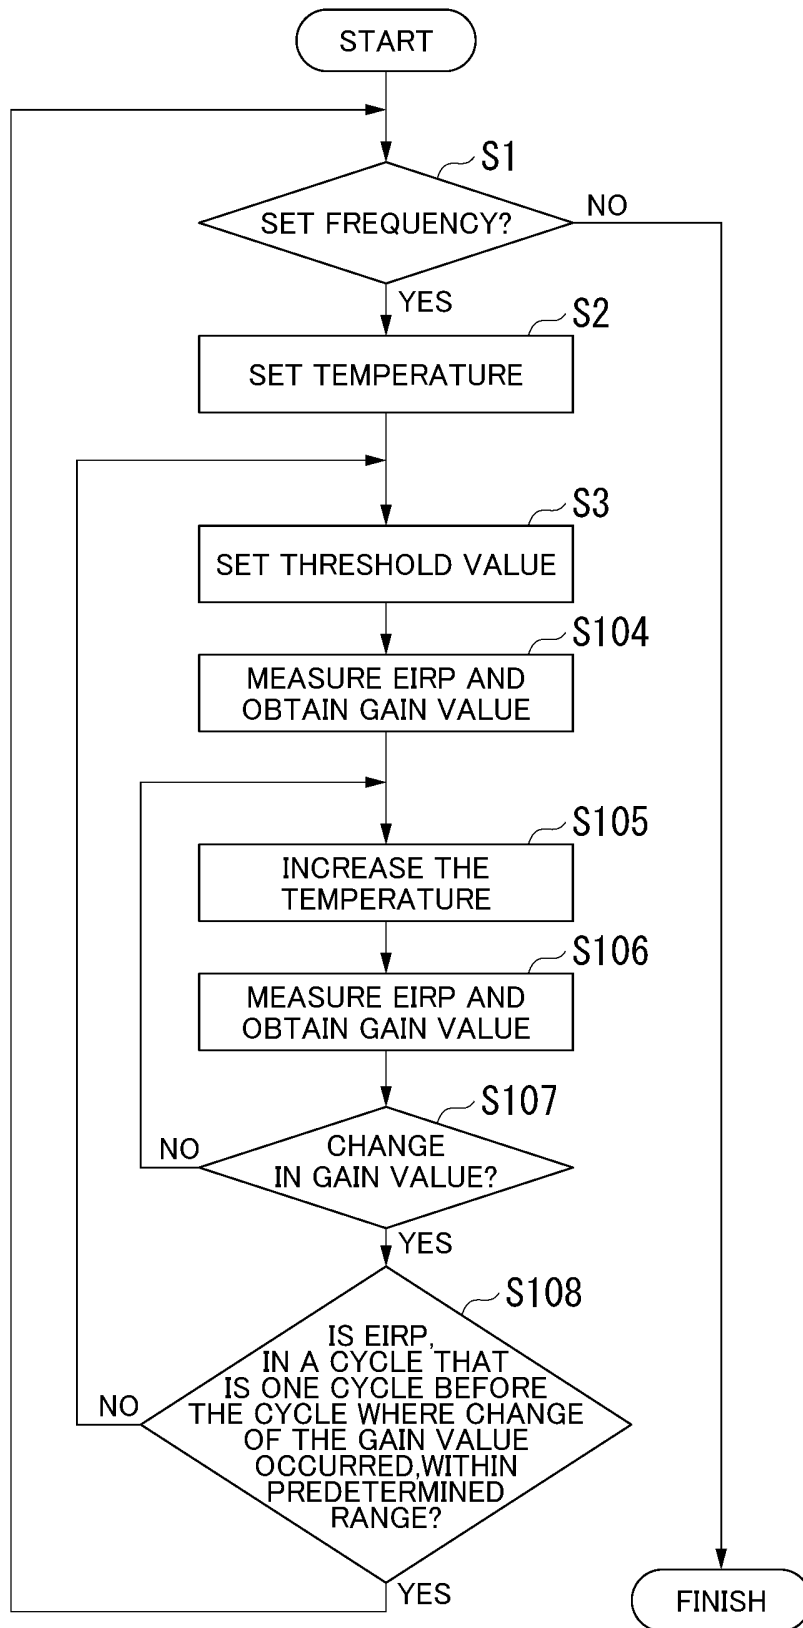 START
S1
SET FREQUENCY?
NO
YES
S2
SET TEMPERATURE
S3
SET THRESHOLD VALUE
S104
MEASURE EIRP AND
OBTAIN GAIN VALUE
S105
INCREASE THE
TEMPERATURE
S106
MEASURE EIRP AND
OBTAIN GAIN VALUE
S107
CHANGE
IN GAIN VALUE?
NO
YES
S108
IS EIRP,
IN A CYCLE THAT
IS ONE CYCLE BEFORE
THE CYCLE WHERE CHANGE
OF THE GAIN VALUE
OCCURRED,WITHIN
PREDETERMINED
RANGE?
NO
YES
FINISH